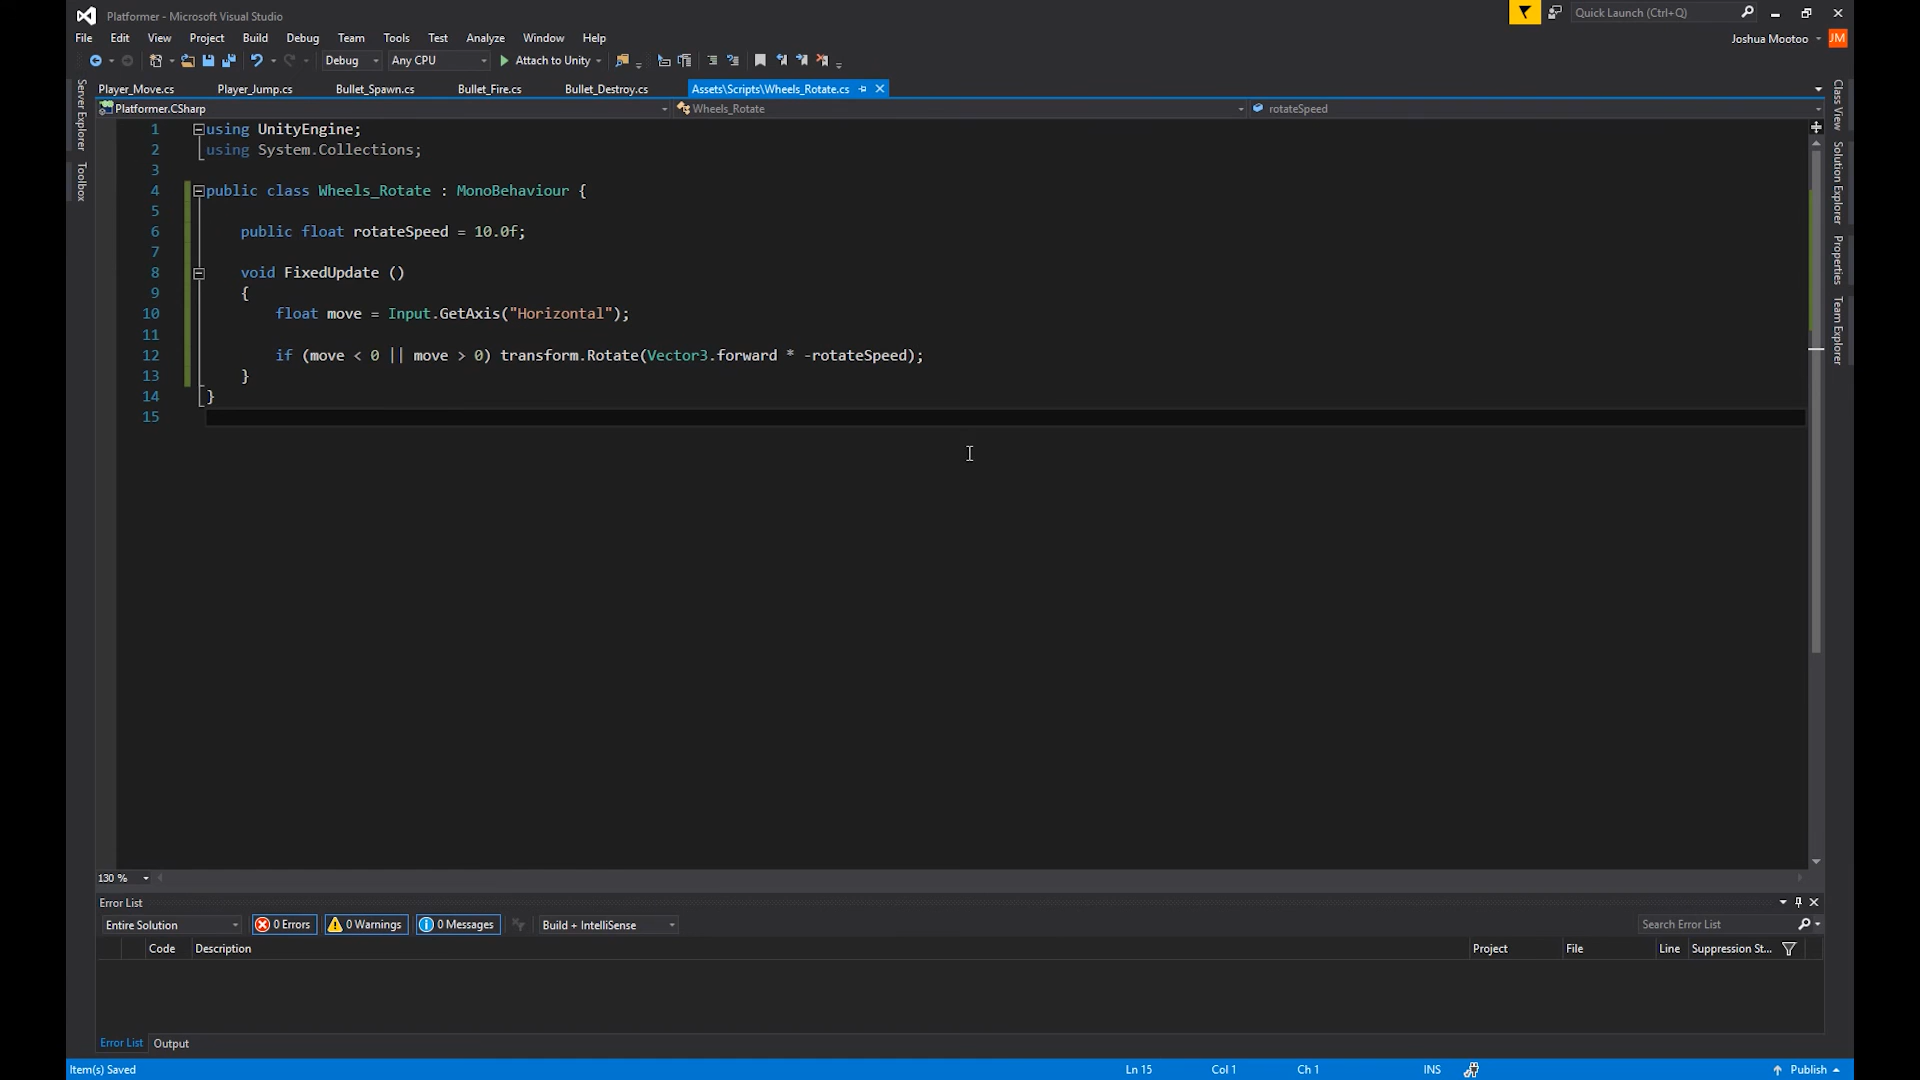 Platformer - Microsoft Visual Studio
Quick Launch (Ctrl+Q)
File Edit View Project Build Debug Team Tools Test Analyze Window Help
Joshua Mootoo JM
Debug Any CPU Attach to Unity
Player_Move.cs Player_Jump.cs Bullet_Spawn.cs Bullet_Fire.cs Bullet_Destroy.cs Assets\Scripts\Wheels_Rotate.cs
Platformer.CSharp Wheels_Rotate rotateSpeed
Server Explorer
Toolbox
1 using UnityEngine;
2 using System.Collections;
3
4 public class Wheels_Rotate : MonoBehaviour {
5
6 public float rotateSpeed = 10.0f;
7
8 void FixedUpdate ()
9 {
10 float move = Input.GetAxis("Horizontal");
11
12 if (move < 0 || move > 0) transform.Rotate(Vector3.forward * -rotateSpeed);
13 }
14 }
15
Class View
Solution Explorer
Properties
Team Explorer
130 %
Error List
Entire Solution 0 Errors 0 Warnings 0 Messages Build + IntelliSense Search Error List
Code Description Project File Line Suppression St...
Error List Output
Item(s) Saved Ln 15 Col 1 Ch 1 INS Publish